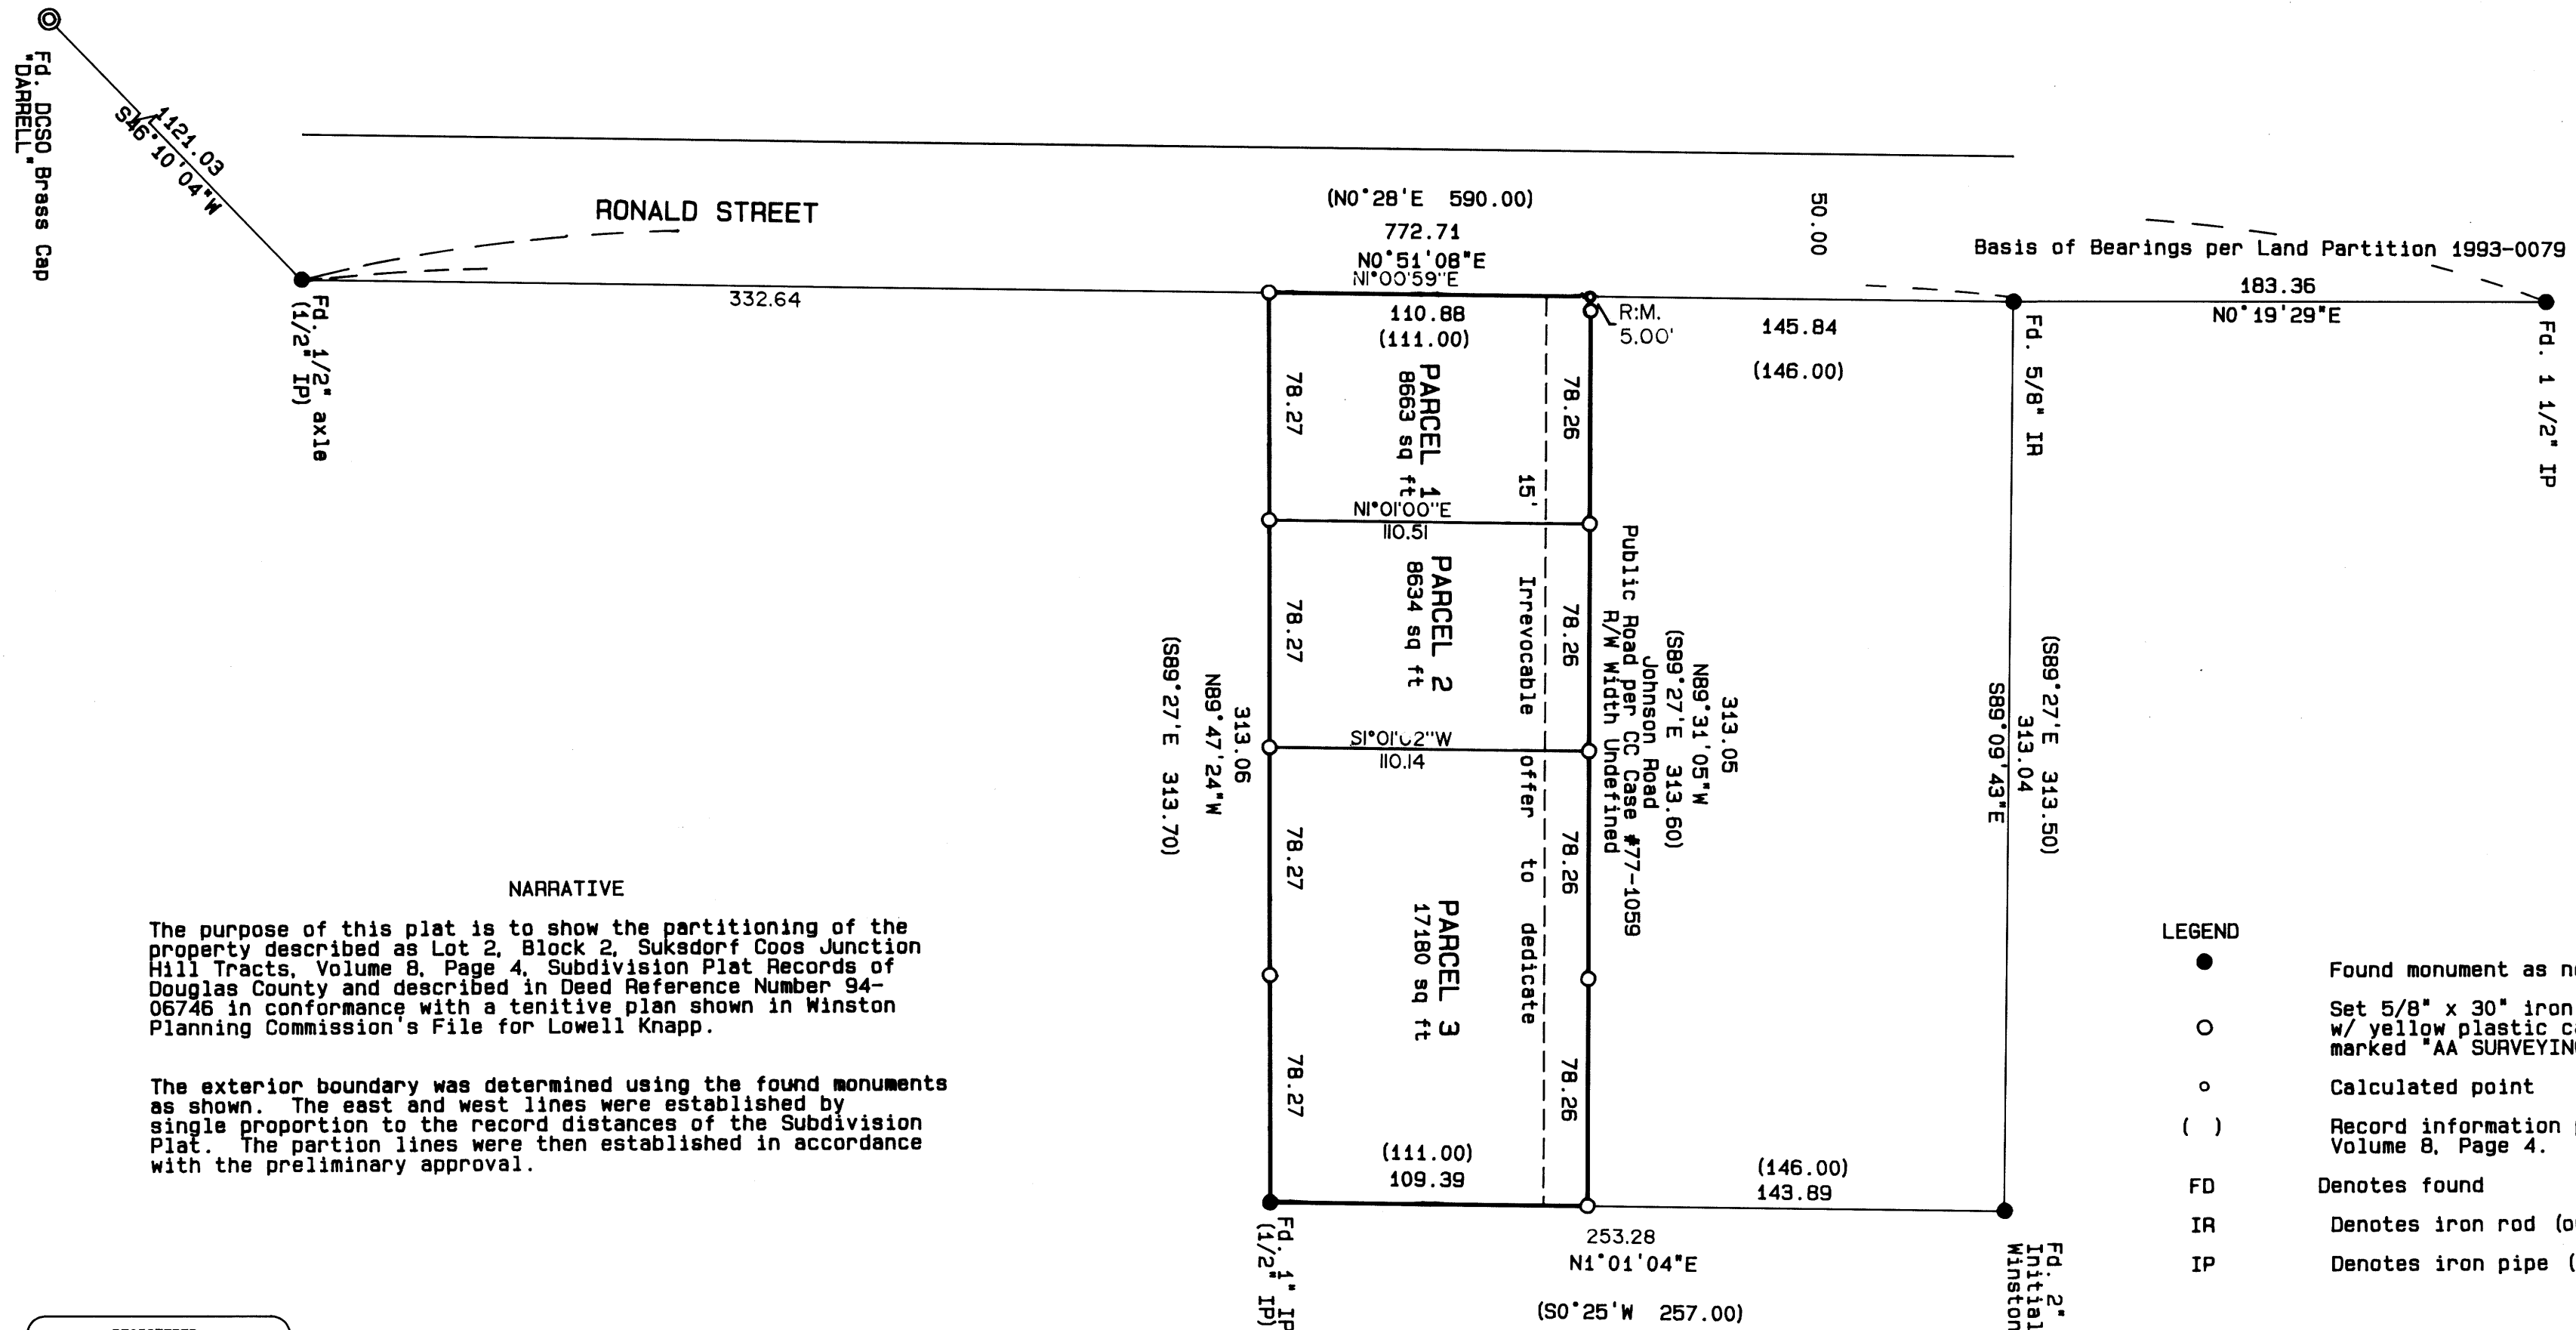 Fd. DCSO Brass Cap
"DARRELL"
1121.03
S46°10'04"W
RONALD STREET
(N0°28'E 590.00)
772.71
N0°51'08"E
N1°00'59"E
50.00
Basis of Bearings per Land Partition 1993-0079
183.36
N0°19'29"E
332.64
Fd. 1/2" axle
(1/2" IP)
110.88
(111.00)
R.M.
5.00'
145.84
(146.00)
Fd. 5/8" IR
Fd. 1 1/2" IP
78.27
PARCEL 1
8663 sq ft
78.26
15'
N1°01'00"E
110.51
78.27
PARCEL 2
8634 sq ft
78.26
Irrevocable offer to dedicate
S1°01'02"W
110.14
78.27
78.26
PARCEL 3
17180 sq ft
78.27
78.26
Public Road per CC Case #77-1059
R/W Width Undefined
Johnson Road
(S89°27'E 313.60)
N89°31'05"W
313.05
313.06
N89°47'24"W
(S89°27'E 313.70)
(S89°27'E 313.50)
313.04
S89°09'43"E
(111.00)
109.39
(146.00)
143.89
253.28
N1°01'04"E
(S0°25'W 257.00)
Fd. 1" IP
(1/2" IP)
Fd. 2"
Initial
Winston
NARRATIVE
The purpose of this plat is to show the partitioning of the
property described as Lot 2, Block 2, Suksdorf Coos Junction
Hill Tracts, Volume 8, Page 4, Subdivision Plat Records of
Douglas County and described in Deed Reference Number 94-
06746 in conformance with a tenitive plan shown in Winston
Planning Commission's File for Lowell Knapp.
The exterior boundary was determined using the found monuments
as shown. The east and west lines were established by
single proportion to the record distances of the Subdivision
Plat. The partion lines were then established in accordance
with the preliminary approval.
LEGEND
Found monument as
Set 5/8" x 30" iron
w/ yellow plastic
marked "AA SURVEYING
Calculated point
( ) Record information
Volume 8, Page 4.
FD Denotes found
IR Denotes iron rod
IP Denotes iron pipe (